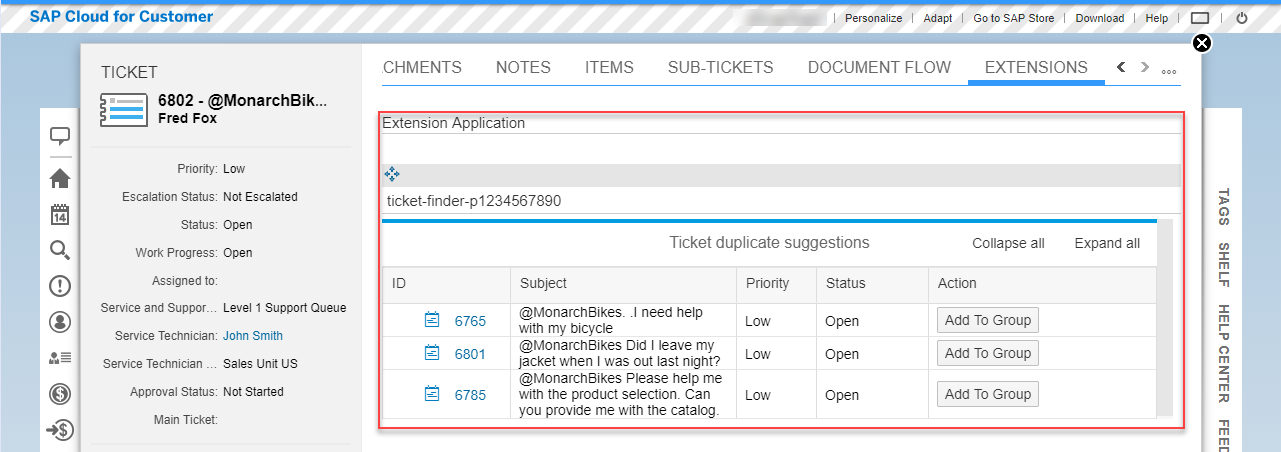 SAP Cloud for Customer
Personalize
Adapt
Go to SAP Store
Download
Help
TICKET
6802 - @MonarchBik...
Fred Fox
Priority: Low
Escalation Status: Not Escalated
Status: Open
Work Progress: Open
Assigned to:
Service and Suppor... Level 1 Support Queue
Service Technician: John Smith
Service Technician ... Sales Unit US
Approval Status: Not Started
Main Ticket:
14
CHMENTS
NOTES
ITEMS
SUB-TICKETS
DOCUMENT FLOW
EXTENSIONS
Extension Application
ticket-finder-p1234567890
Ticket duplicate suggestions
Collapse all
Expand all
ID
Subject
Priority
Status
Action
6765
@MonarchBikes. .I need help
with my bicycle
Low
Open
Add To Group
6801
@MonarchBikes Did I leave my
jacket when I was out last night?
Low
Open
Add To Group
6785
@MonarchBikes Please help me
with the product selection. Can
you provide me with the catalog.
Low
Open
Add To Group
TAGS
SHELF
HELP CENTER
FEED